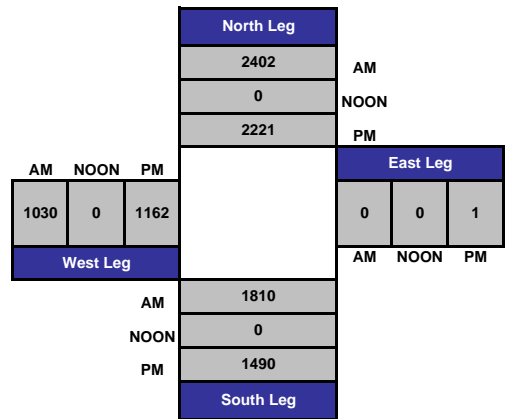 North Leg
2402 AM
0 NOON
2221 PM
AM NOON PM East Leg
1030 0 1162 0 0 1
West Leg AM NOON PM
AM 1810
NOON 0
PM 1490
South Leg